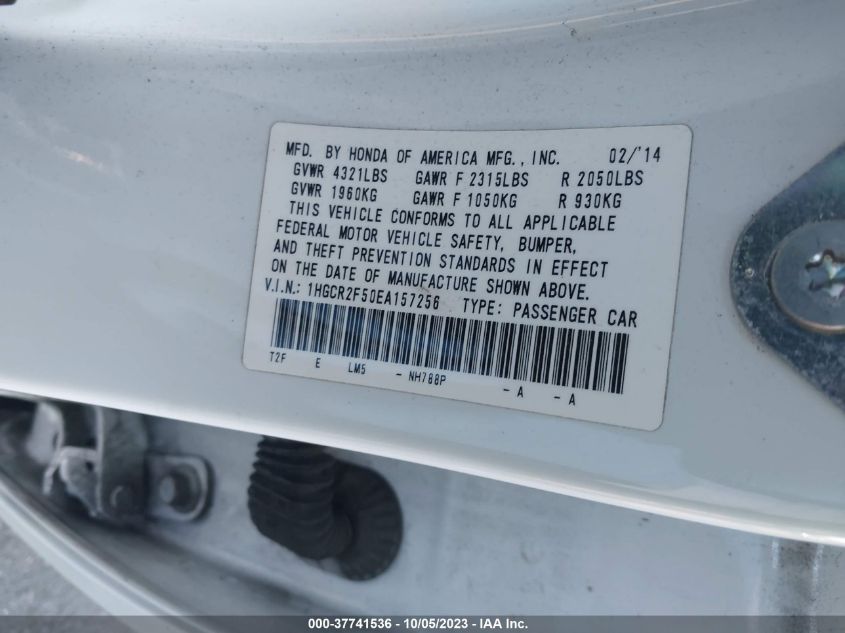 MFD. BY HONDA OF AMERICA MFG., INC. 02/'14
GVWR 4321LBS GAWR F 2315LBS R 2050LBS
GVWR 1960KG GAWR F 1050KG R 930KG
THIS VEHICLE CONFORMS TO ALL APPLICABLE
FEDERAL MOTOR VEHICLE SAFETY, BUMPER,
AND THEFT PREVENTION STANDARDS IN EFFECT
ON THE DATE OF MANUFACTURE SHOWN ABOVE.
V.I.N.: 1HGCR2F50EA157256 TYPE: PASSENGER CAR
T2F E LM5 - NH788P - A - A
000-37741536 - 10/05/2023 - IAA Inc.